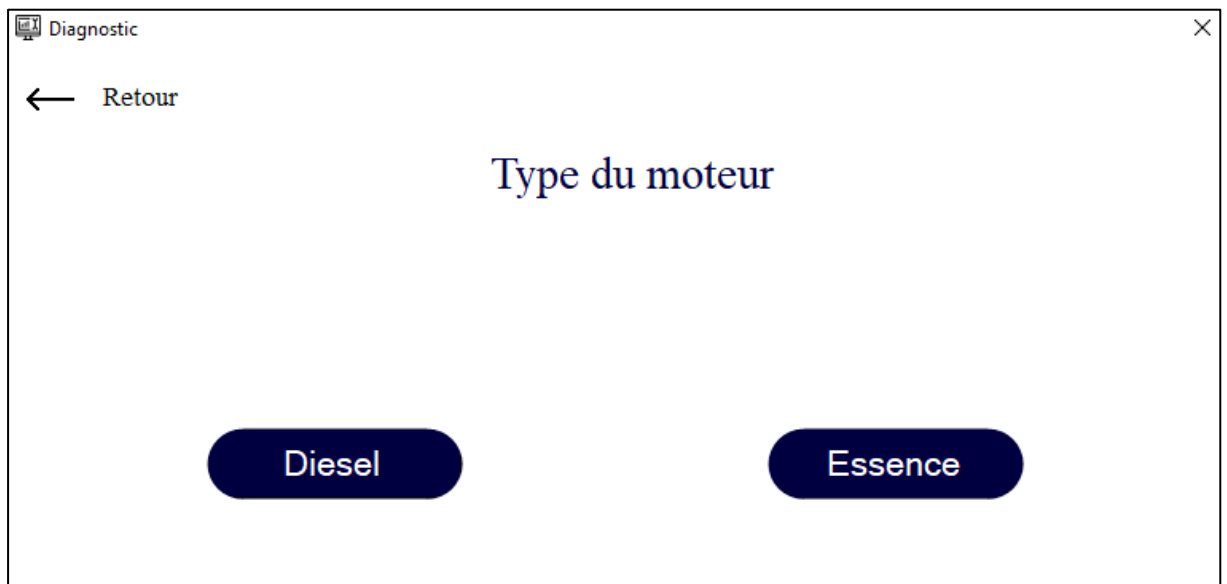 Diagnostic
Retour
Type du moteur
Diesel
Essence